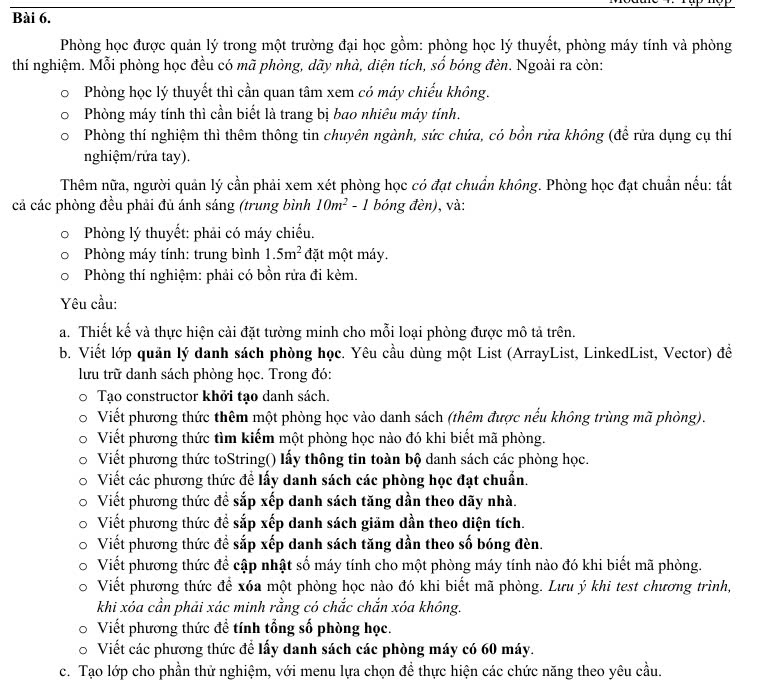 Bài 6.
Phòng học được quản lý trong một trường đại học gồm: phòng học lý thuyết, phòng máy tính và phòng
thí nghiệm. Mỗi phòng học đều có mã phòng, dãy nhà, diện tích, số bóng đèn. Ngoài ra còn:
o Phòng học lý thuyết thì cần quan tâm xem có máy chiếu không.
o Phòng máy tính thì cần biết là trang bị bao nhiêu máy tính.
o Phòng thí nghiệm thì thêm thông tin chuyên ngành, sức chứa, có bồn rửa không (để rửa dụng cụ thí
nghiệm/rửa tay).
Thêm nữa, người quản lý cần phải xem xét phòng học có đạt chuẩn không. Phòng học đạt chuẩn nếu: tất
cả các phòng đều phải đủ ánh sáng (trung bình 10m² - 1 bóng đèn), và:
o Phòng lý thuyết: phải có máy chiếu.
o Phòng máy tính: trung bình 1.5m² đặt một máy.
o Phòng thí nghiệm: phải có bồn rửa đi kèm.
Yêu cầu:
a. Thiết kế và thực hiện cài đặt tường minh cho mỗi loại phòng được mô tả trên.
b. Viết lớp quản lý danh sách phòng học. Yêu cầu dùng một List (ArrayList, LinkedList, Vector) để
lưu trữ danh sách phòng học. Trong đó:
o Tạo constructor khởi tạo danh sách.
o Viết phương thức thêm một phòng học vào danh sách (thêm được nếu không trùng mã phòng).
o Viết phương thức tìm kiếm một phòng học nào đó khi biết mã phòng.
o Viết phương thức toString() lấy thông tin toàn bộ danh sách các phòng học.
o Viết các phương thức để lấy danh sách các phòng học đạt chuẩn.
o Viết phương thức để sắp xếp danh sách tăng dần theo dãy nhà.
o Viết phương thức để sắp xếp danh sách giảm dần theo diện tích.
o Viết phương thức để sắp xếp danh sách tăng dần theo số bóng đèn.
o Viết phương thức để cập nhật số máy tính cho một phòng máy tính nào đó khi biết mã phòng.
o Viết phương thức để xóa một phòng học nào đó khi biết mã phòng. Lưu ý khi test chương trình,
khi xóa cần phải xác minh rằng có chắc chắn xóa không.
o Viết phương thức để tính tổng số phòng học.
o Viết các phương thức để lấy danh sách các phòng máy có 60 máy.
c. Tạo lớp cho phần thử nghiệm, với menu lựa chọn để thực hiện các chức năng theo yêu cầu.